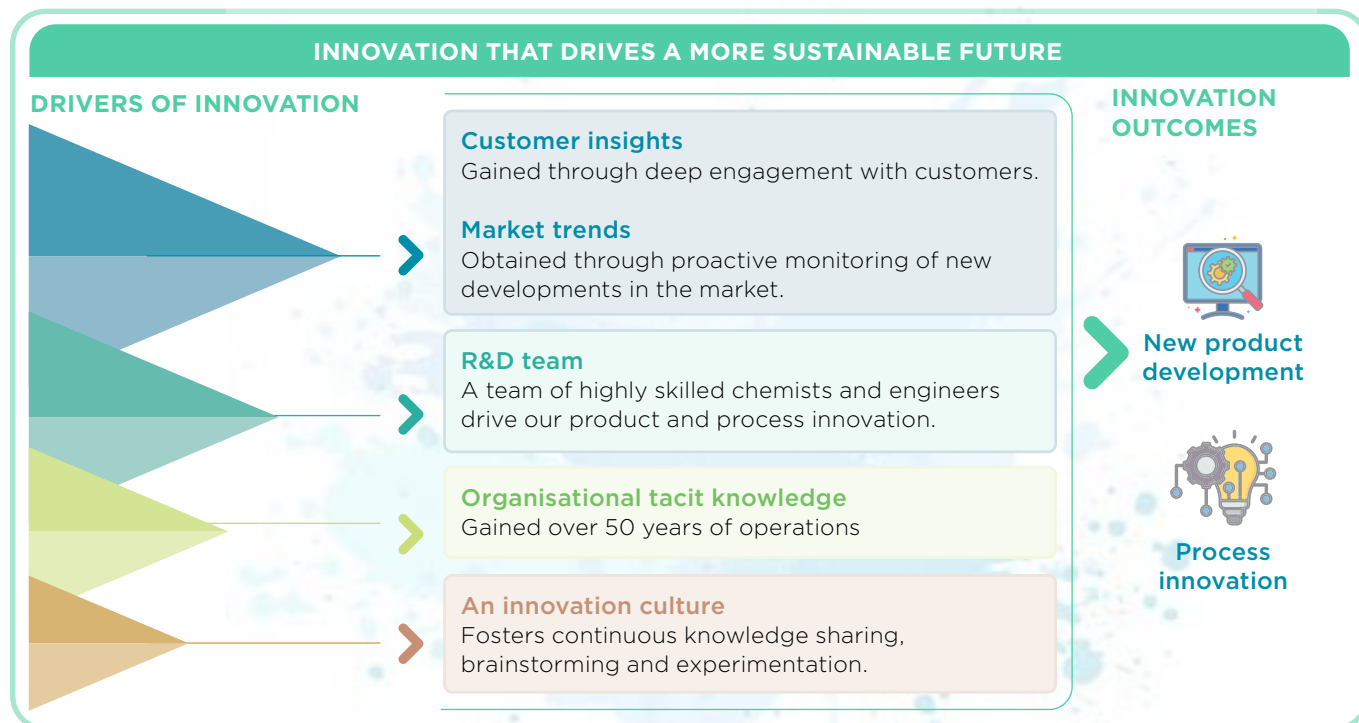 INNOVATION THAT DRIVES A MORE SUSTAINABLE FUTURE
DRIVERS OF INNOVATION
Customer insights
Gained through deep engagement with customers.
Market trends
Obtained through proactive monitoring of new
developments in the market.
R&D team
A team of highly skilled chemists and engineers
drive our product and process innovation.
Organisational tacit knowledge
Gained over 50 years of operations
An innovation culture
Fosters continuous knowledge sharing,
brainstorming and experimentation.
INNOVATION
OUTCOMES
New product
development
Process
innovation